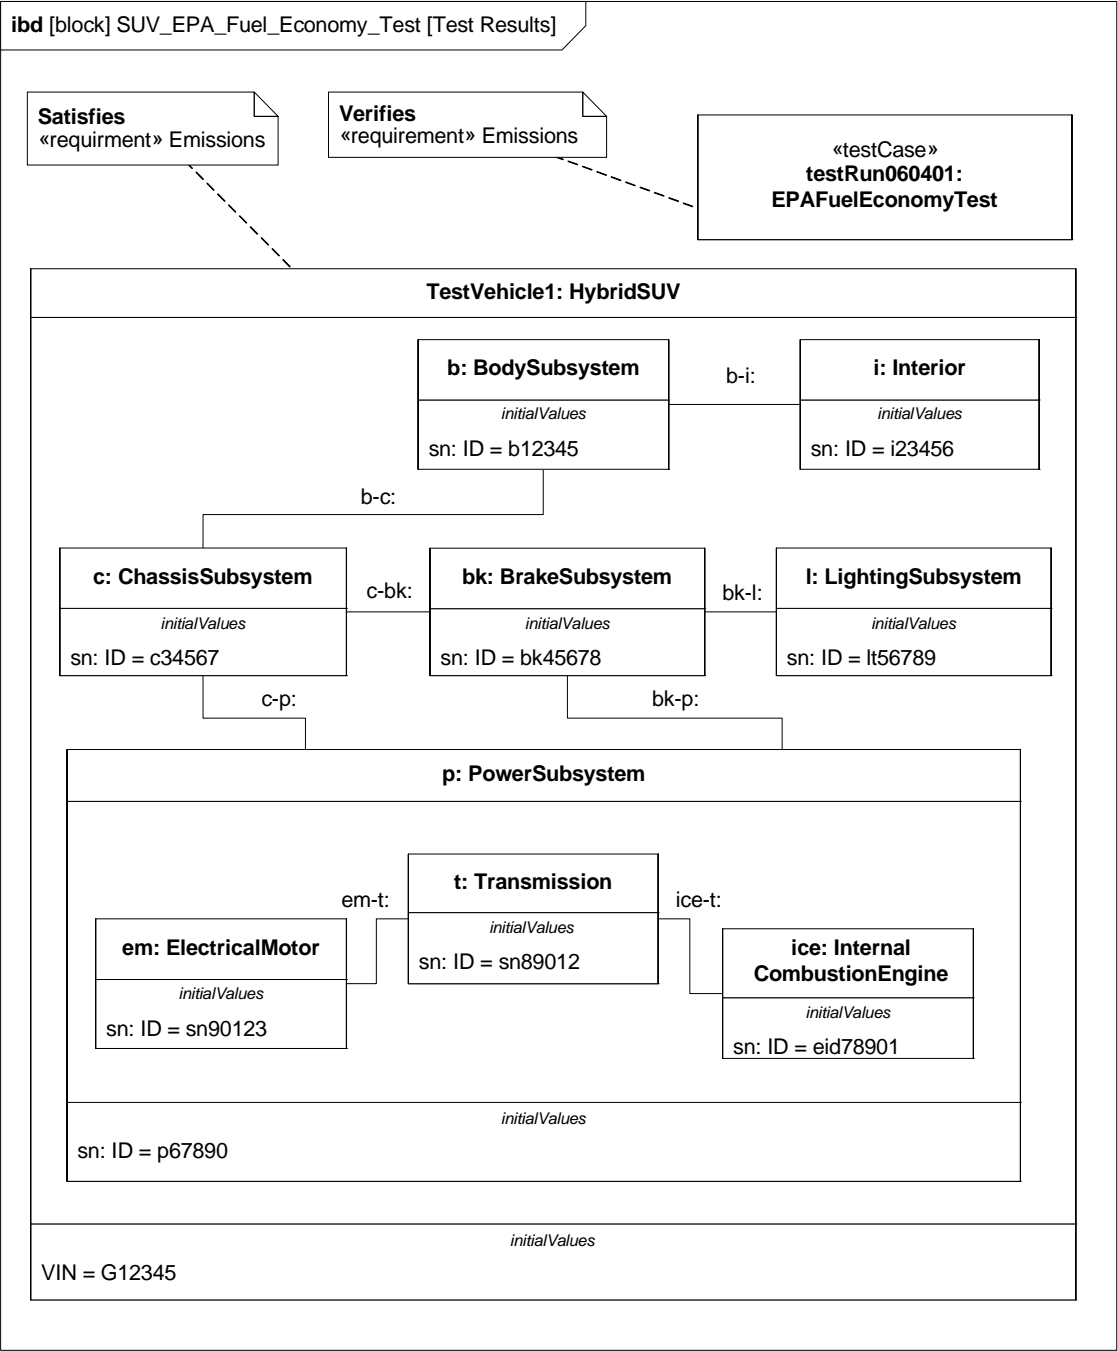 ibd [block] SUV_EPA_Fuel_Economy_Test [Test Results]
Satisfies
«requirment» Emissions
Verifies
«requirement» Emissions
«testCase»
testRun060401:
EPAFuelEconomyTest
TestVehicle1: HybridSUV
b: BodySubsystem
initialValues
sn: ID = b12345
b-i:
i: Interior
initialValues
sn: ID = i23456
b-c:
c: ChassisSubsystem
initialValues
sn: ID = c34567
c-bk:
bk: BrakeSubsystem
initialValues
sn: ID = bk45678
bk-l:
l: LightingSubsystem
initialValues
sn: ID = lt56789
c-p:
bk-p:
p: PowerSubsystem
t: Transmission
initialValues
sn: ID = sn89012
em-t:
ice-t:
em: ElectricalMotor
initialValues
sn: ID = sn90123
ice: Internal
CombustionEngine
initialValues
sn: ID = eid78901
initialValues
sn: ID = p67890
initialValues
VIN = G12345